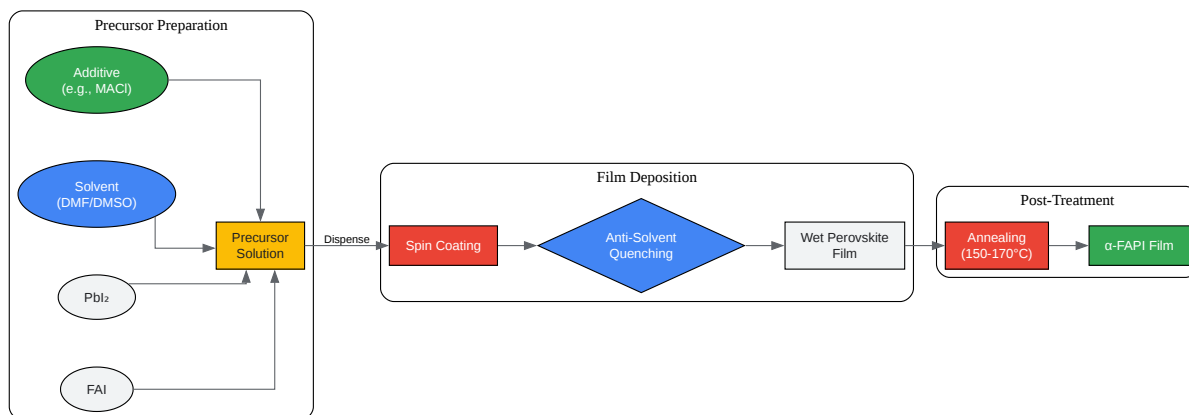 Precursor Preparation
Additive
(e.g., MACl)
Solvent
(DMF/DMSO)
PbI₂
FAI
Precursor
Solution
Dispense
Film Deposition
Spin Coating
Anti-Solvent
Quenching
Wet Perovskite
Film
Post-Treatment
Annealing
(150-170°C)
α-FAPI Film